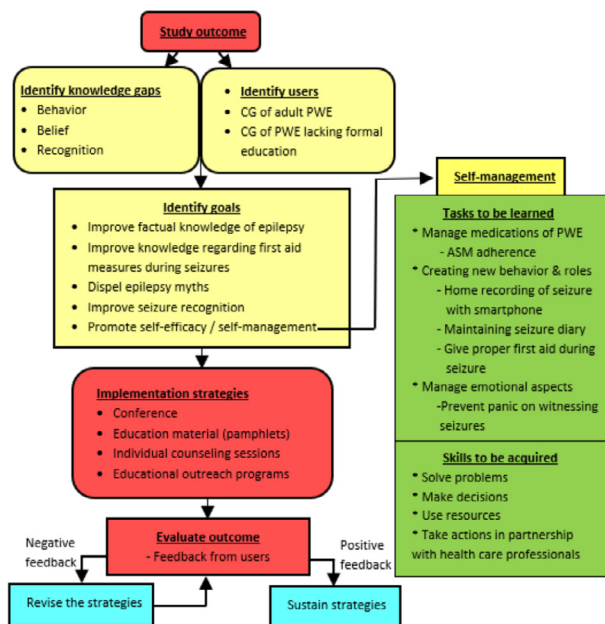 Study outcome
Identify knowledge gaps
• Behavior
• Belief
• Recognition
• Identify users
• CG of adult PWE
• CG of PWE lacking formal
education
Identify goals
• Improve factual knowledge of epilepsy
• Improve knowledge regarding first aid
measures during seizures
• Dispel epilepsy myths
• Improve seizure recognition
• Promote self-efficacy / self-management
Self-management
Tasks to be learned
* Manage medications of PWE
- ASM adherence
* Creating new behavior & roles
- Home recording of seizure
with smartphone
- Maintaining seizure diary
- Give proper first aid during
seizure
* Manage emotional aspects
-Prevent panic on witnessing
seizures
Skills to be acquired
* Solve problems
* Make decisions
* Use resources
* Take actions in partnership
with health care professionals
Implementation strategies
• Conference
• Education material (pamphlets)
• Individual counseling sessions
• Educational outreach programs
Evaluate outcome
- Feedback from users
Negative
feedback
Positive
feedback
Revise the strategies
Sustain strategies